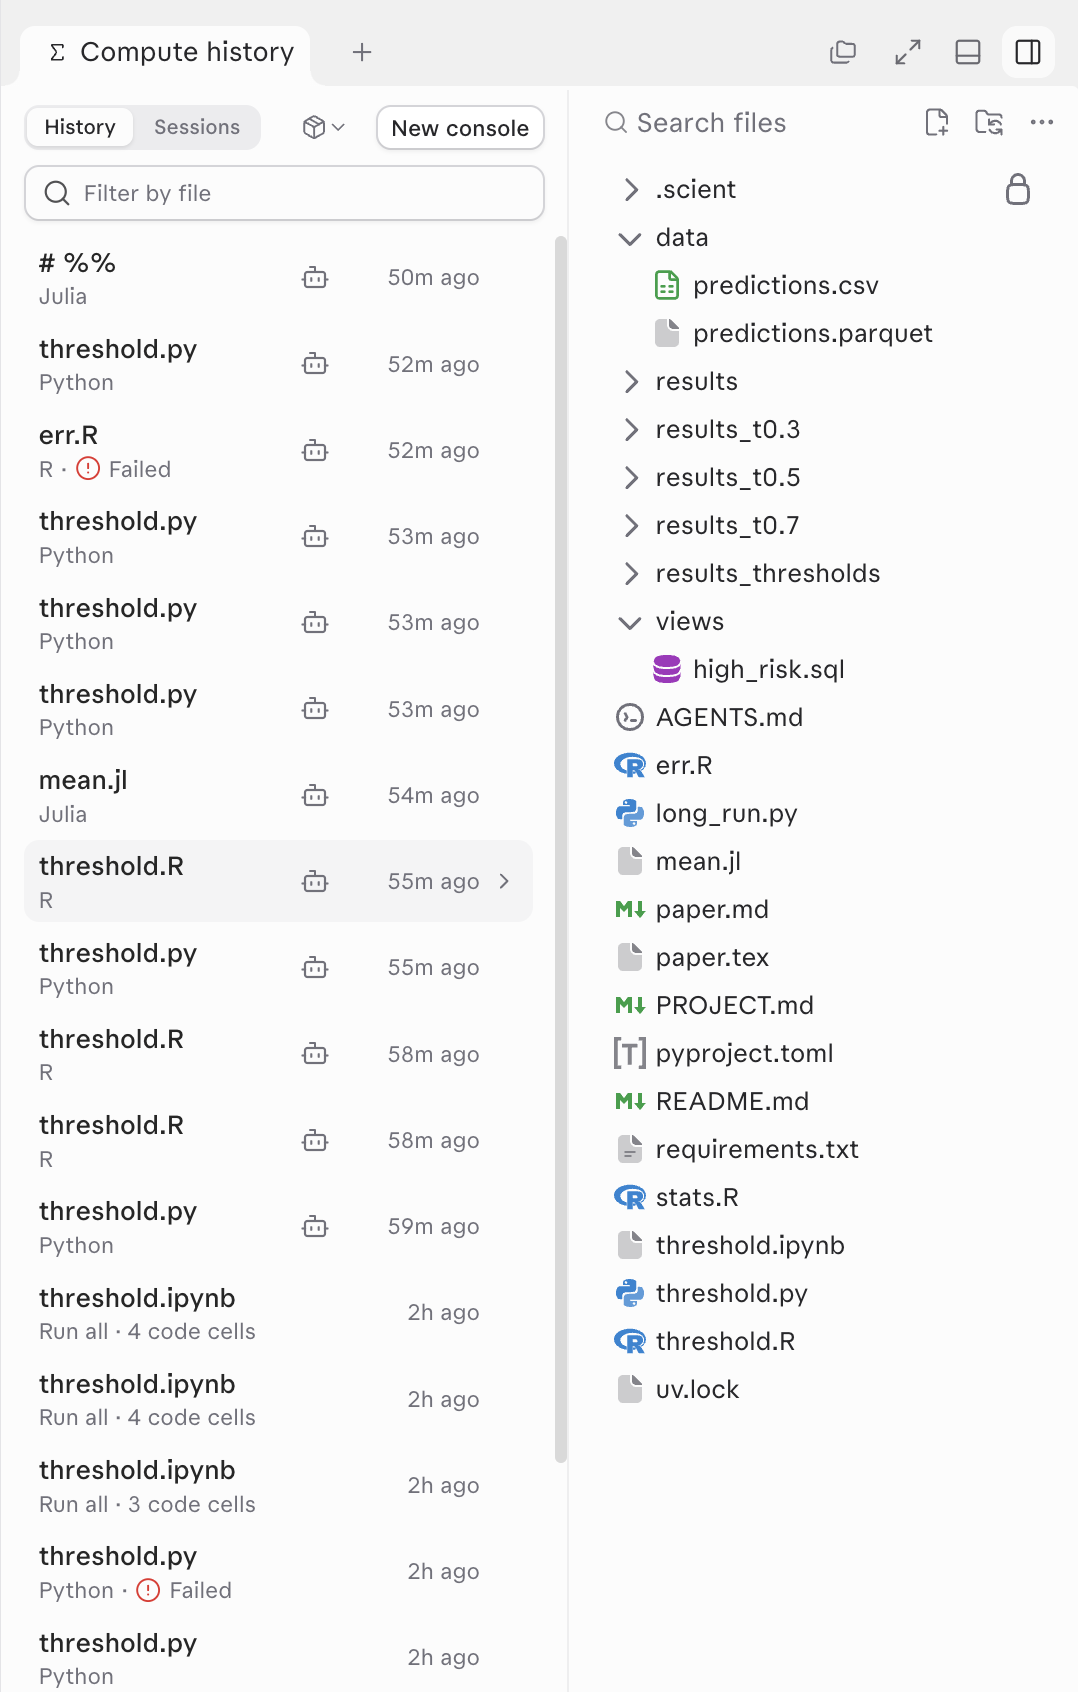 Σ Compute history
History
Sessions
New console
Filter by file
# %%
Julia
50m ago
threshold.py
Python
52m ago
err.R
R · Failed
52m ago
threshold.py
Python
53m ago
threshold.py
Python
53m ago
threshold.py
Python
53m ago
mean.jl
Julia
54m ago
threshold.R
R
55m ago
threshold.py
Python
55m ago
threshold.R
R
58m ago
threshold.R
R
58m ago
threshold.py
Python
59m ago
threshold.ipynb
Run all · 4 code cells
2h ago
threshold.ipynb
Run all · 4 code cells
2h ago
threshold.ipynb
Run all · 3 code cells
2h ago
threshold.py
Python · Failed
2h ago
threshold.py
Python
2h ago
Search files
.scient
data
predictions.csv
predictions.parquet
results
results_t0.3
results_t0.5
results_t0.7
results_thresholds
views
high_risk.sql
AGENTS.md
err.R
long_run.py
mean.jl
paper.md
paper.tex
PROJECT.md
pyproject.toml
README.md
requirements.txt
stats.R
threshold.ipynb
threshold.py
threshold.R
uv.lock